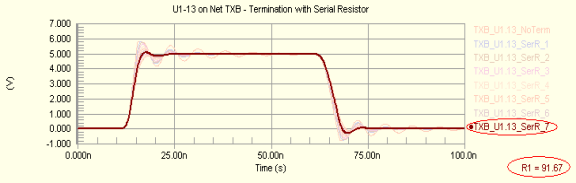 U1-13 on Net TXB - Termination with Serial Resistor
7.000
6.000
5.000
4.000
3.000
2.000
1.000
0.000
-1.000
(V)
0.000n 25.00n 50.00n 75.00n 100.0n
Time (s)
TXB_U1.13_NoTerm
TXB_U1.13_SerR_1
TXB_U1.13_SerR_2
TXB_U1.13_SerR_3
TXB_U1.13_SerR_4
TXB_U1.13_SerR_5
TXB_U1.13_SerR_6
TXB_U1.13_SerR_7
R1 = 91.67